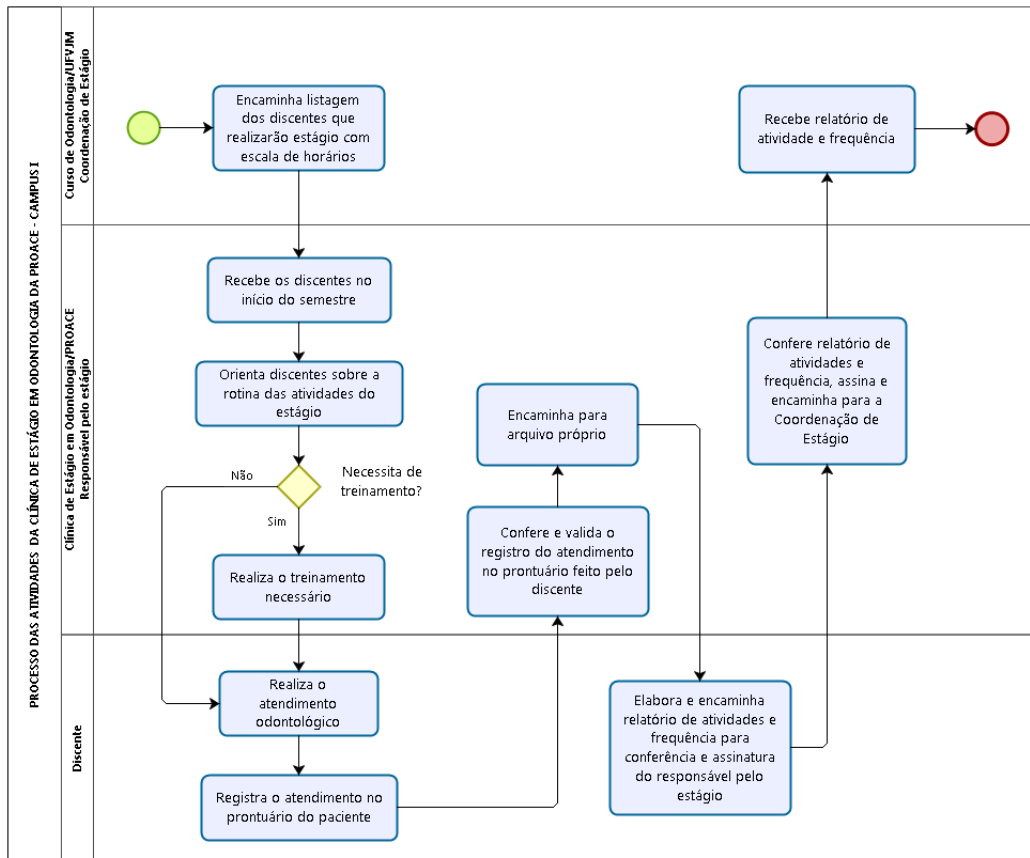 PROCESSO DAS ATIVIDADES DA CLÍNICA DE ESTÁGIO EM ODONTOLOGIA DA PROACE - CAMPUS I
Curso de Odontologia/UFVJM
Coordenação de Estágio
Encaminha listagem
dos discentes que
realizarão estágio com
escala de horários
Recebe relatório de
atividade e frequência
Clínica de Estágio em Odontologia/PROACE
Responsável pelo estágio
Recebe os discentes no
início do semestre
Orienta discentes sobre a
rotina das atividades do
estágio
Não
Necessita de
treinamento?
Sim
Realiza o treinamento
necessário
Encaminha para
arquivo próprio
Confere e valida o
registro do atendimento
no prontuário feito pelo
discente
Confere relatório de
atividades e
frequência, assina e
encaminha para a
Coordenação de
Estágio
Discente
Realiza o
atendimento
odontológico
Registra o atendimento no
prontuário do paciente
Elabora e encaminha
relatório de atividades e
frequência para
conferência e assinatura
do responsável pelo
estágio